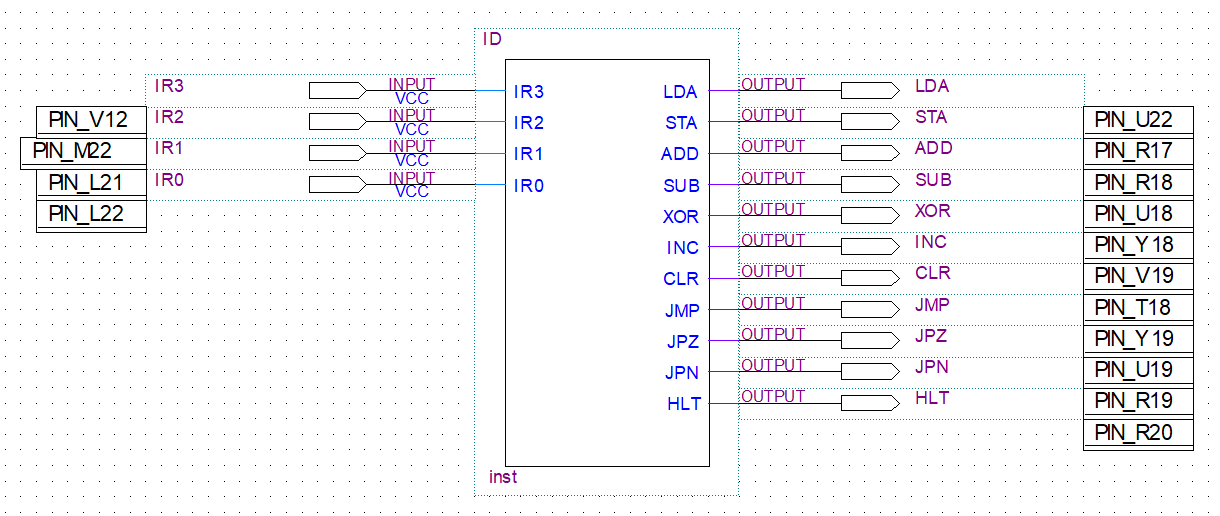 ID
IR3 INPUT VCC IR3 LDA OUTPUT LDA
PIN_V12 IR2 INPUT VCC IR2 STA OUTPUT STA PIN_U22
PIN_M22 IR1 INPUT VCC IR1 ADD OUTPUT ADD PIN_R17
PIN_L21 IR0 INPUT VCC IR0 SUB OUTPUT SUB PIN_R18
PIN_L22 XOR OUTPUT XOR PIN_U18
INC OUTPUT INC PIN_Y18
CLR OUTPUT CLR PIN_V19
JMP OUTPUT JMP PIN_T18
JPZ OUTPUT JPZ PIN_Y19
JPN OUTPUT JPN PIN_U19
HLT OUTPUT HLT PIN_R19
PIN_R20
inst